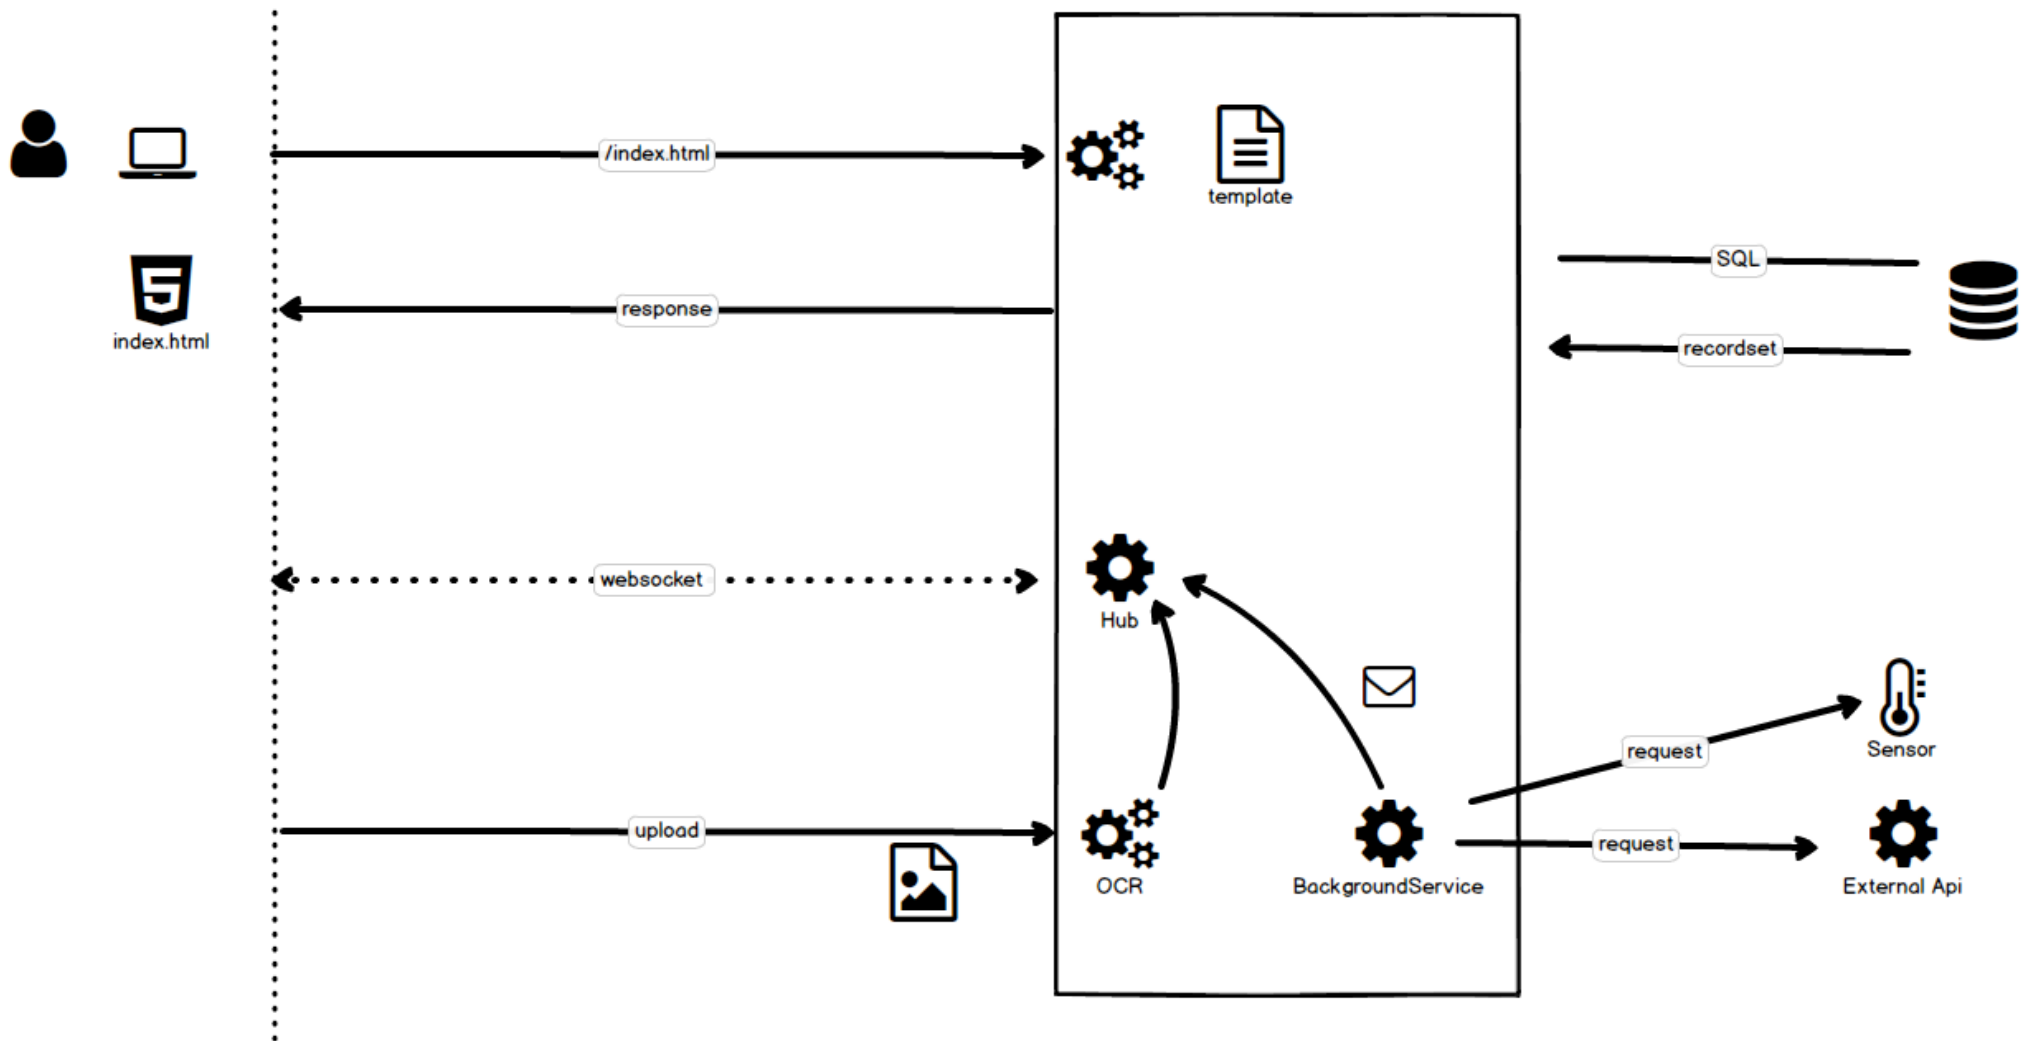 /index.html
template
SQL
response
index.html
recordset
websocket
Hub
request
Sensor
upload
request
OCR
BackgroundService
External Api